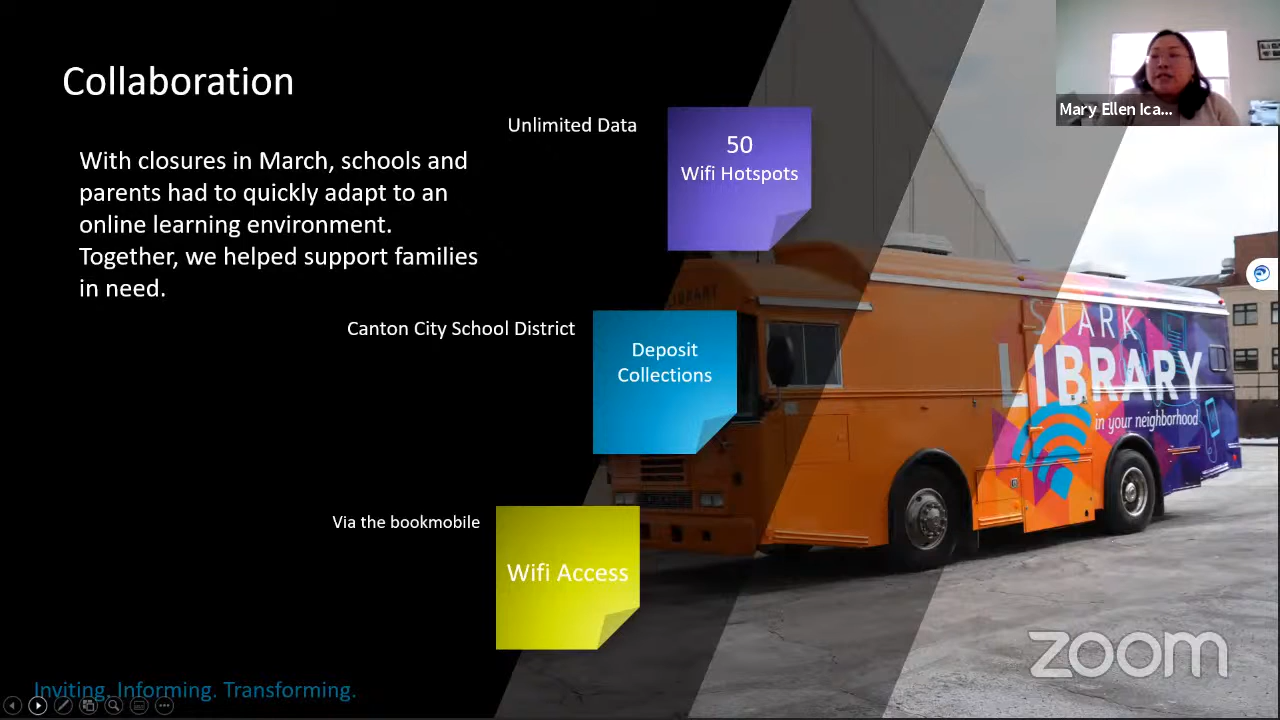 Collaboration
Mary Ellen Ica...
Unlimited Data
50
Wifi Hotspots
With closures in March, schools and
parents had to quickly adapt to an
online learning environment.
Together, we helped support families
in need.
Canton City School District
Deposit
Collections
LIBRARY
STARK
LIBRARY
in your neighborhood
Via the bookmobile
Wifi Access
zoom
Inviting. Informing. Transforming.